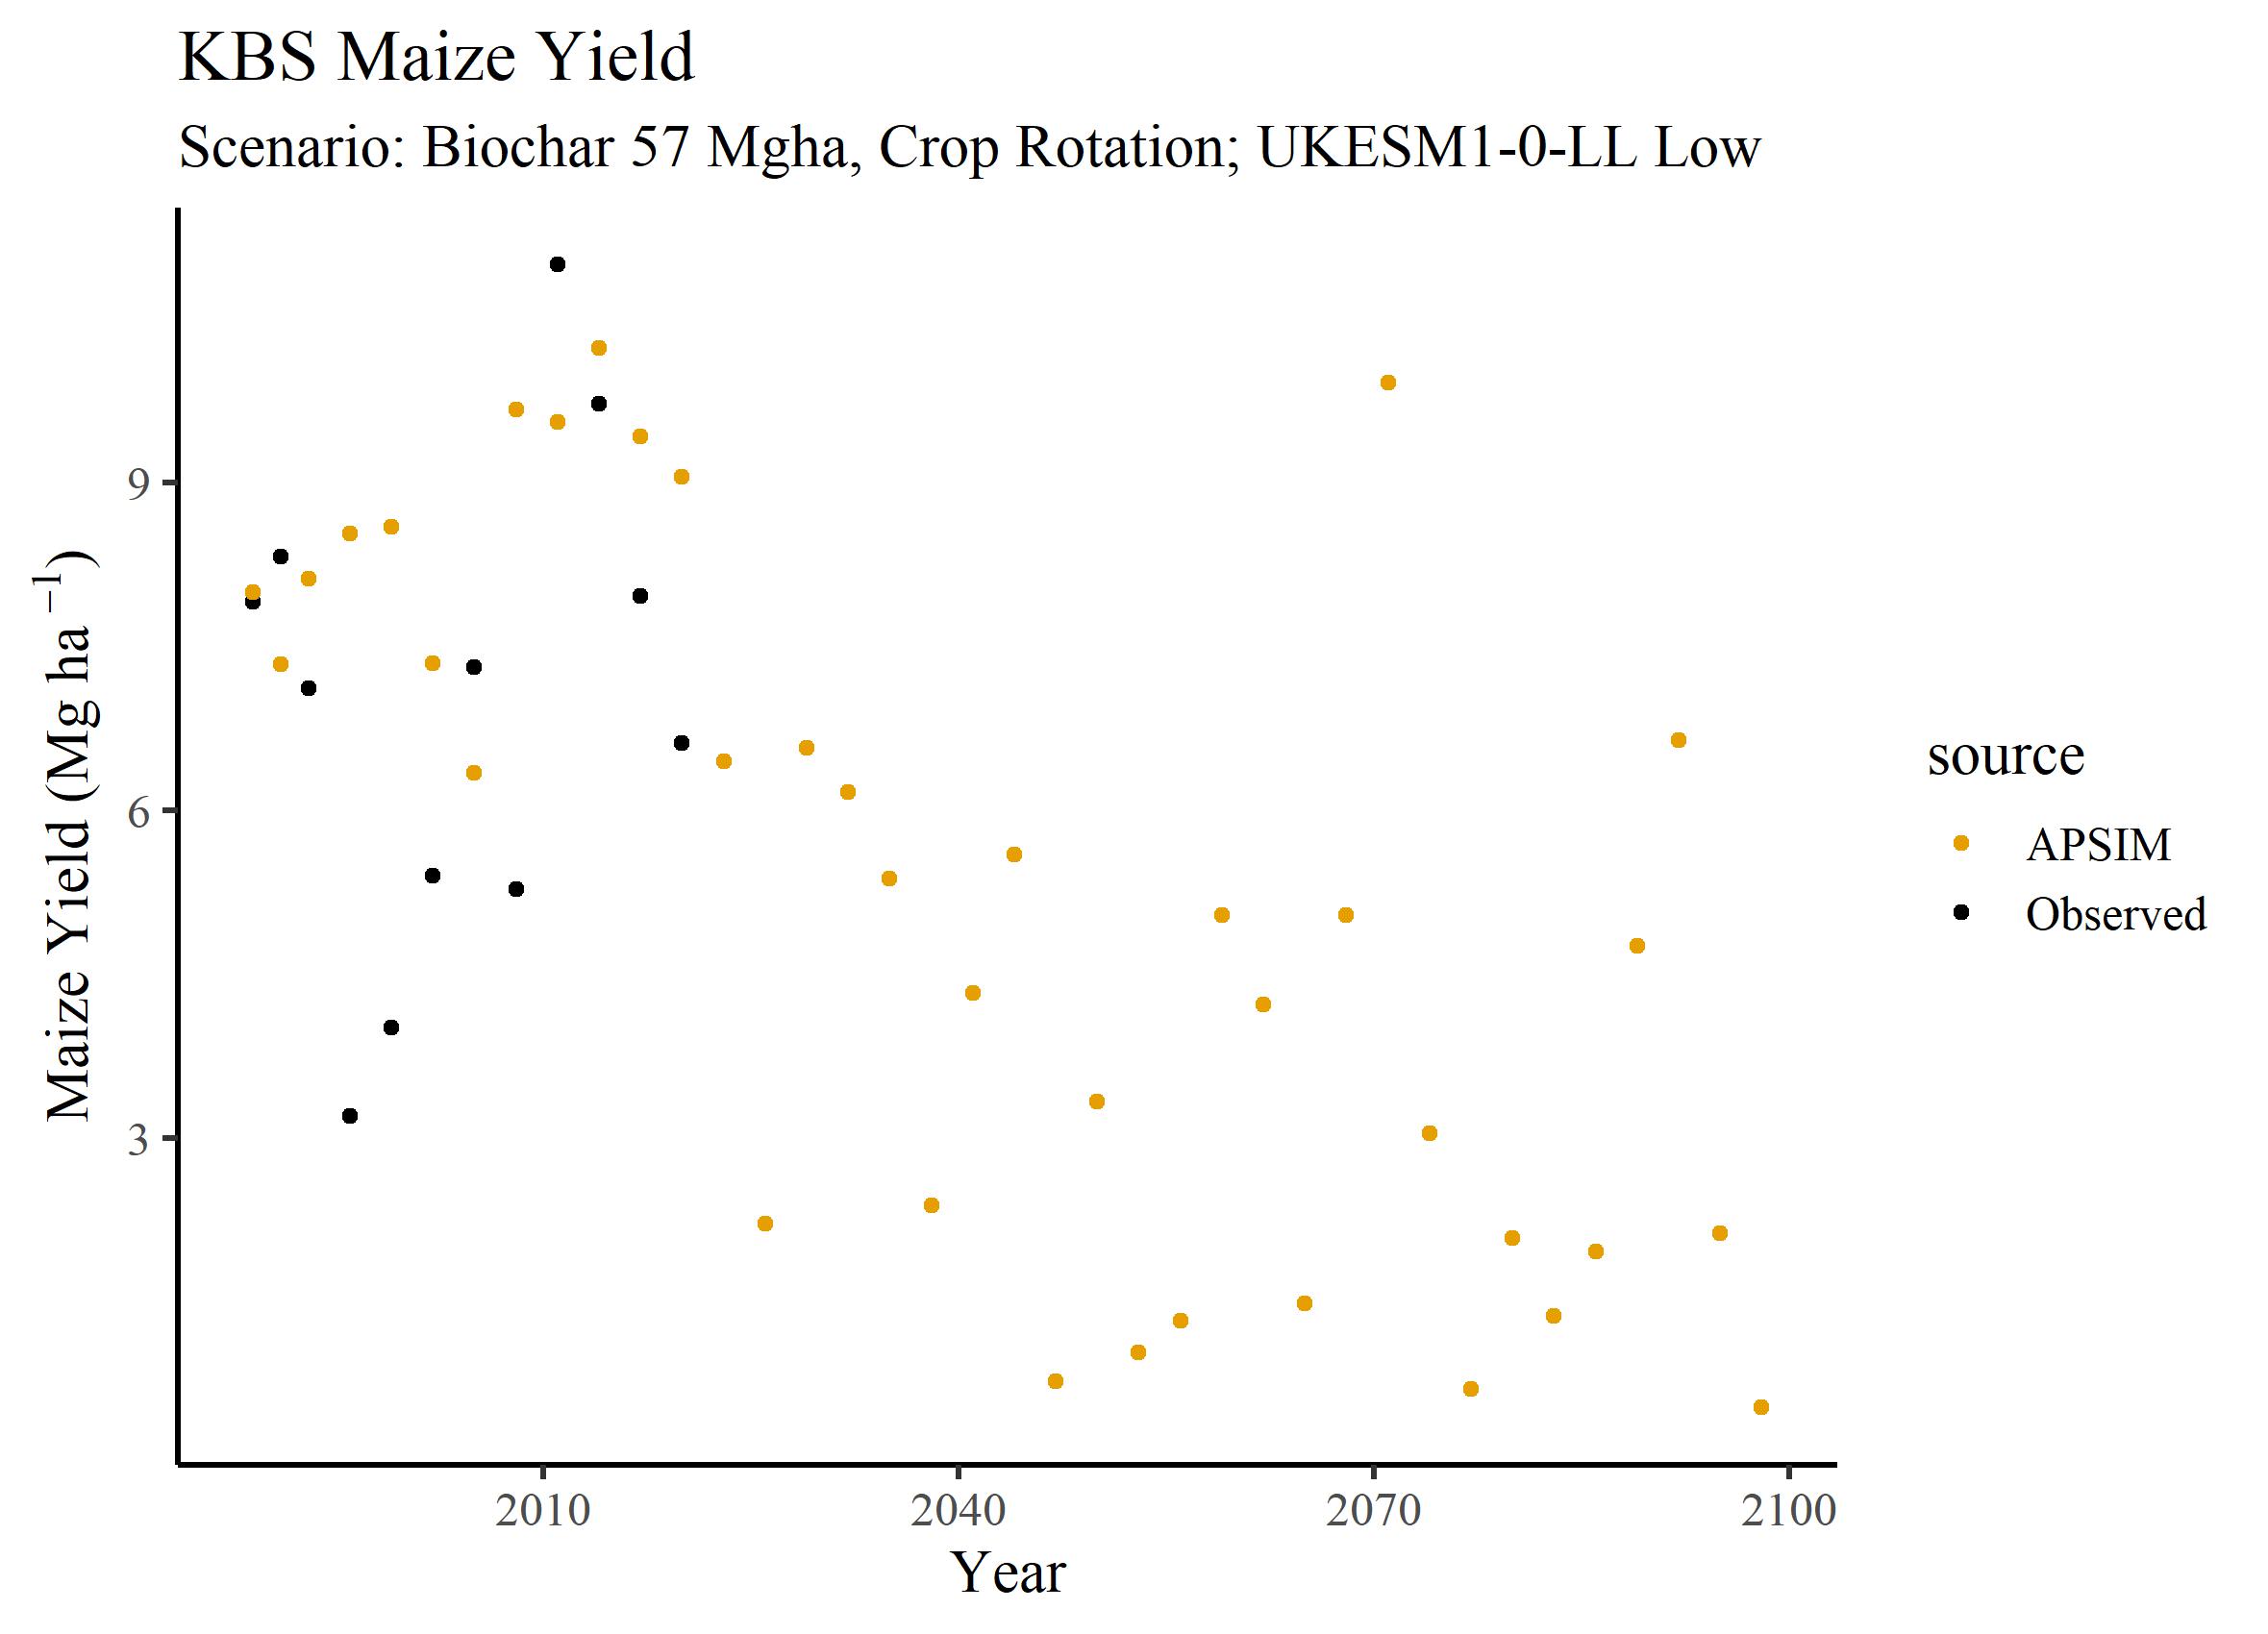 KBS Maize Yield
Scenario: Biochar 57 Mgha, Crop Rotation; UKESM1-0-LL Low
Maize Yield (Mg ha ⁻¹)
9
6
3
2010
2040
2070
2100
Year
source
APSIM
Observed